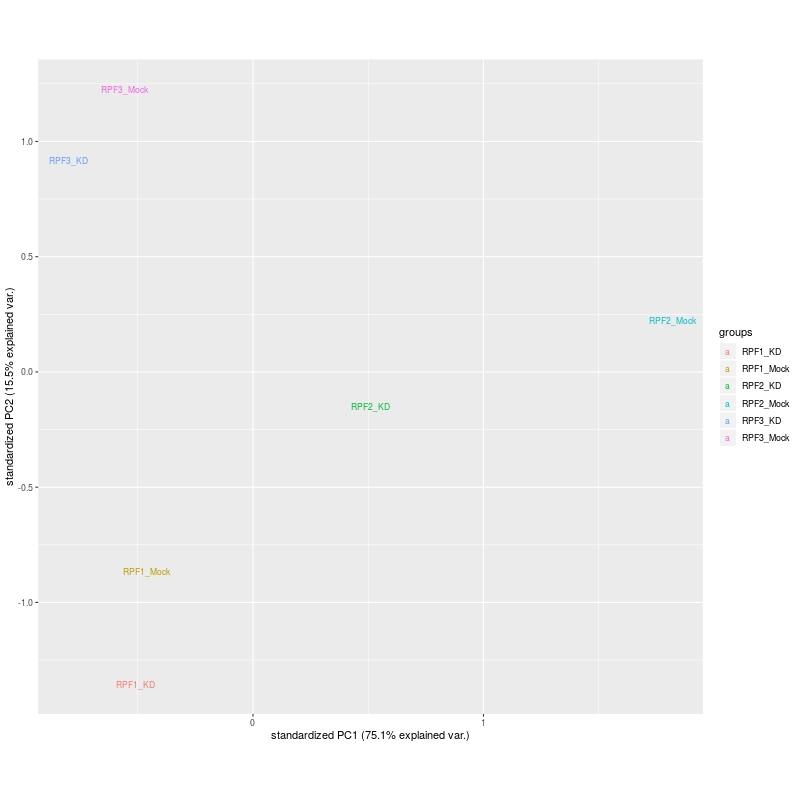 RPF3_Mock
1.0
RPF3_KD
0.5
RPF2_Mock
groups
a RPF1_KD
a RPF1_Mock
a RPF2_KD
a RPF2_Mock
a RPF3_KD
a RPF3_Mock
standardized PC2 (15.5% explained var.)
0.0
RPF2_KD
-0.5
RPF1_Mock
-1.0
RPF1_KD
0 1
standardized PC1 (75.1% explained var.)